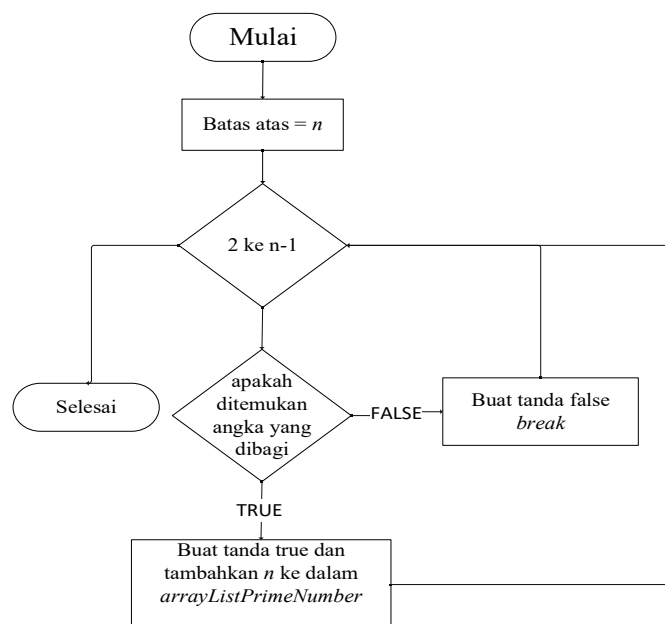 Mulai
Batas atas = n
2 ke n-1
Selesai
apakah
ditemukan
angka yang
dibagi
FALSE
Buat tanda false
break
TRUE
Buat tanda true dan
tambahkan n ke dalam
arrayListPrimeNumber